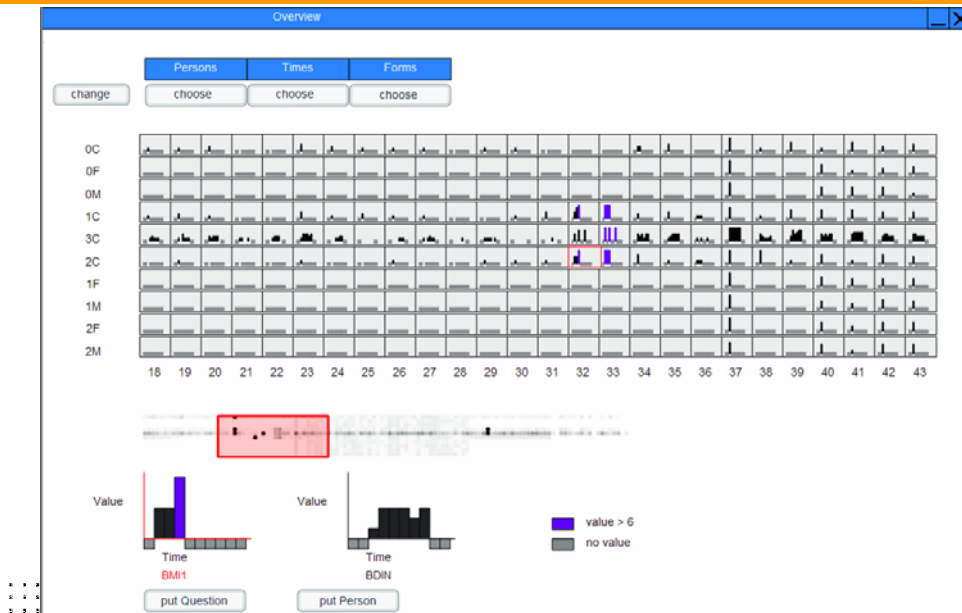 Overview
Persons Times Forms
change choose choose choose
0C
0F
0M
1C
3C
2C
1F
1M
2F
2M
18 19 20 21 22 23 24 25 26 27 28 29 30 31 32 33 34 35 36 37 38 39 40 41 42 43
Value Value
value > 6
no value
Time Time
BMI1 BDIN
put Question put Person